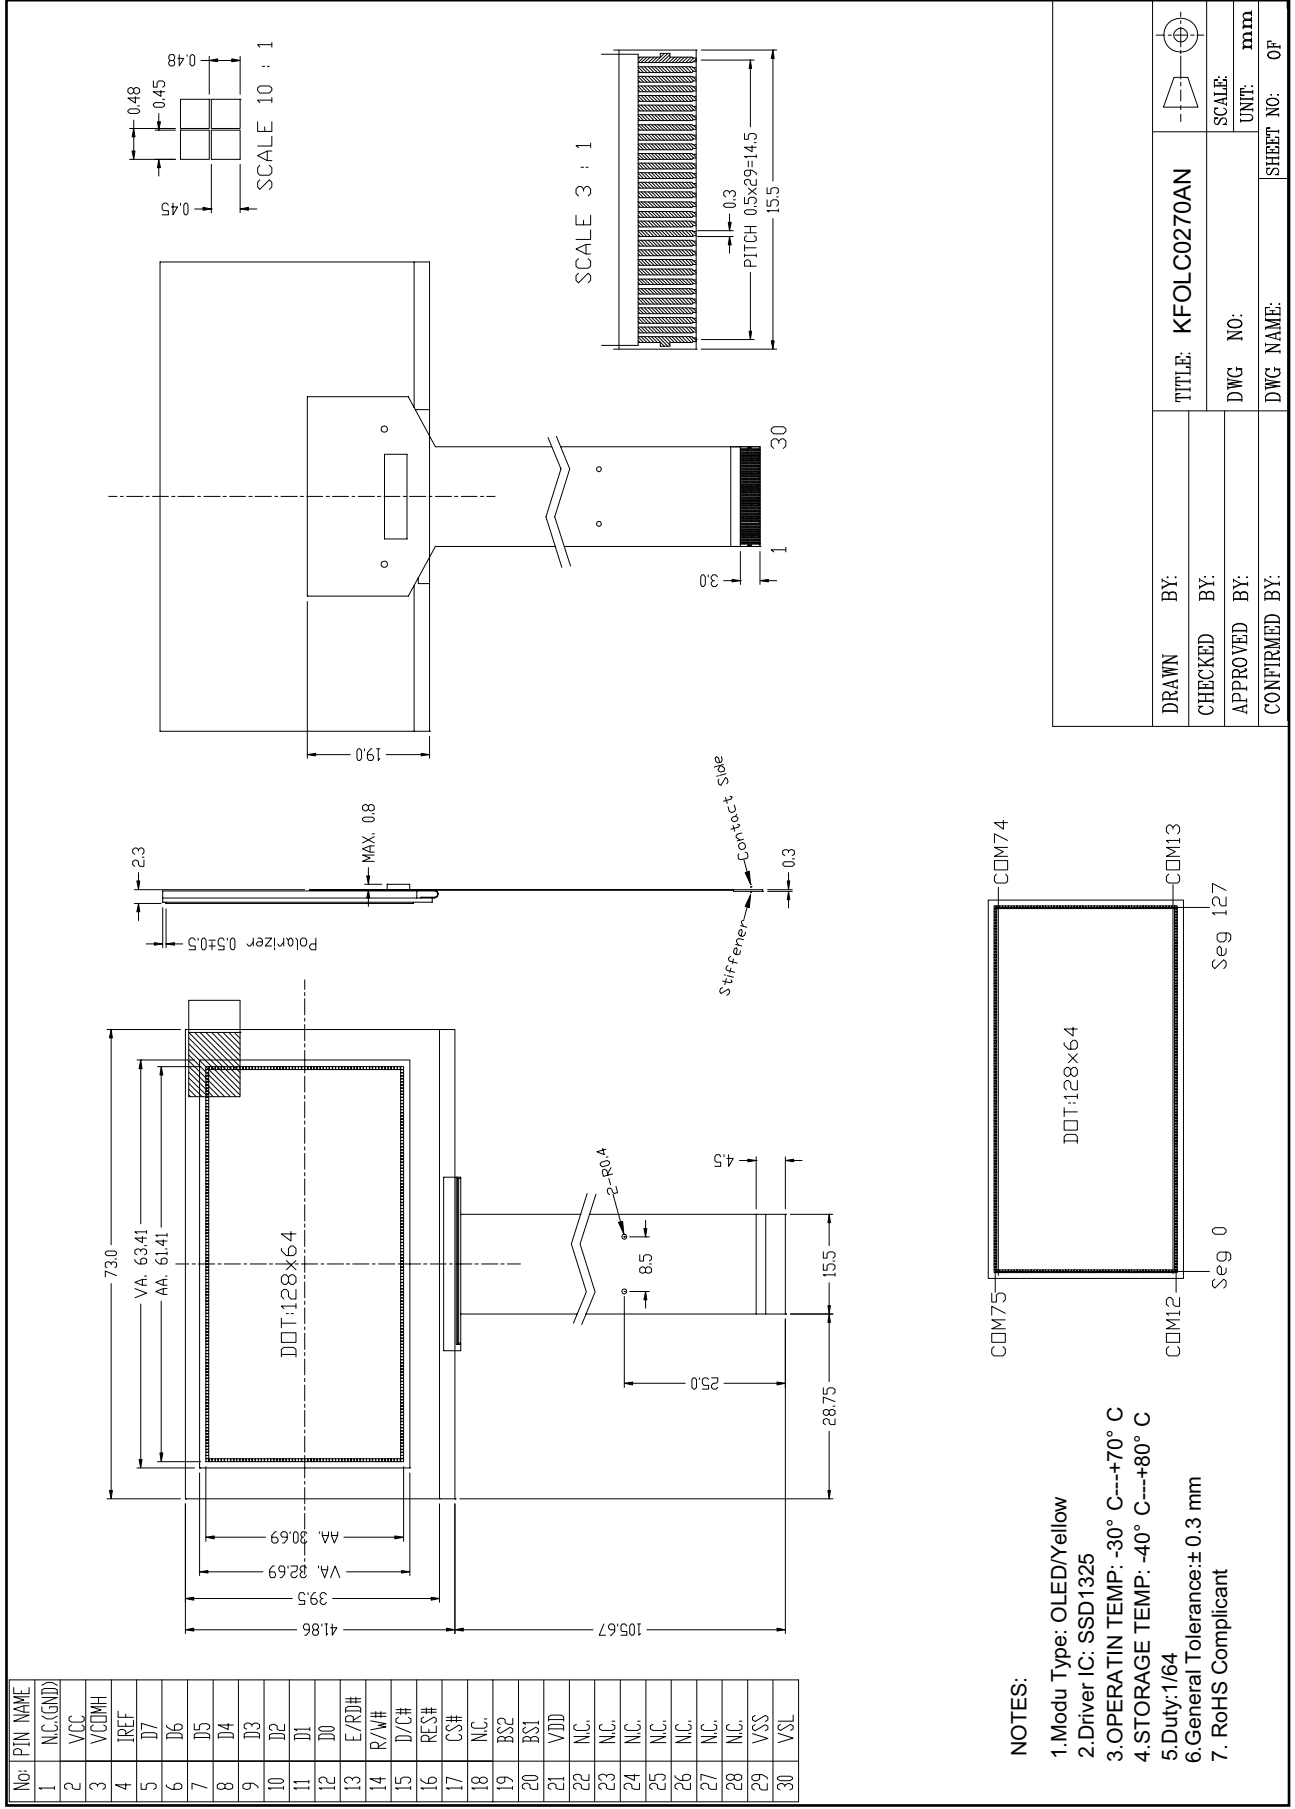 No: PIN NAME
1 N.C.(GND)
2 VCC
3 VCOMH
4 IREF
5 D7
6 D6
7 D5
8 D4
9 D3
10 D2
11 D1
12 D0
13 E/RD#
14 R/W#
15 D/C#
16 RES#
17 CS#
18 N.C.
19 BS2
20 BS1
21 VDD
22 N.C.
23 N.C.
24 N.C.
25 N.C.
26 N.C.
27 N.C.
28 N.C.
29 VSS
30 VSL
73.0
VA. 63.41
AA. 61.41
DOT:128x64
AA. 30.69
VA. 32.69
39.5
41.86
105.67
2-R0.4
8.5
4.5
25.0
15.5
28.75
Polarizer 0.5±0.5
2.3
MAX. 0.8
Stiffener
Contact Side
0.3
19.0
3.0
1
30
0.48
0.48
0.45
0.45
SCALE 10 : 1
SCALE 3 : 1
0.3
PITCH 0.5x29=14.5
15.5
NOTES:
1.Modu Type: OLED/Yellow
2.Driver IC: SSD1325
3.OPERATIN TEMP: -30° C---+70° C
4.STORAGE TEMP: -40° C---+80° C
5.Duty:1/64
6.General Tolerance:± 0.3 mm
7. RoHS Complicant
COM75
COM74
DOT:128x64
COM12
COM13
Seg 0
Seg 127
DRAWN BY:
CHECKED BY:
APPROVED BY:
CONFIRMED BY:
TITLE: KFOLC0270AN
DWG NO:
DWG NAME:
SCALE:
UNIT: mm
SHEET NO: OF